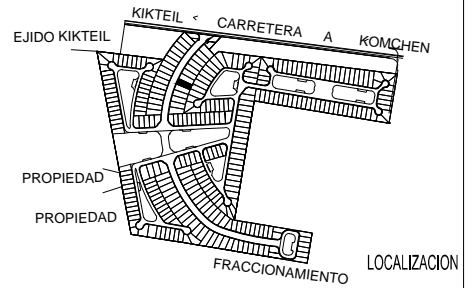 KIKTEIL < CARRETERA A KOMCHEN
EJIDO KIKTEIL
PROPIEDAD
PROPIEDAD
FRACCIONAMIENTO
LOCALIZACION